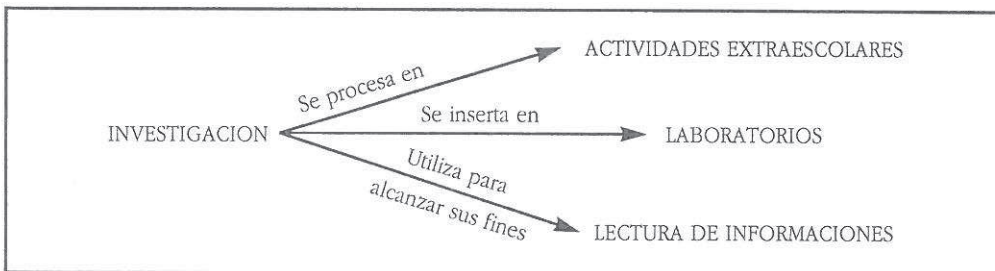 ACTIVIDADES EXTRAESCOLARES
Se procesa en
Se inserta en
INVESTIGACION
LABORATORIOS
Utiliza para
alcanzar sus fines
LECTURA DE INFORMACIONES